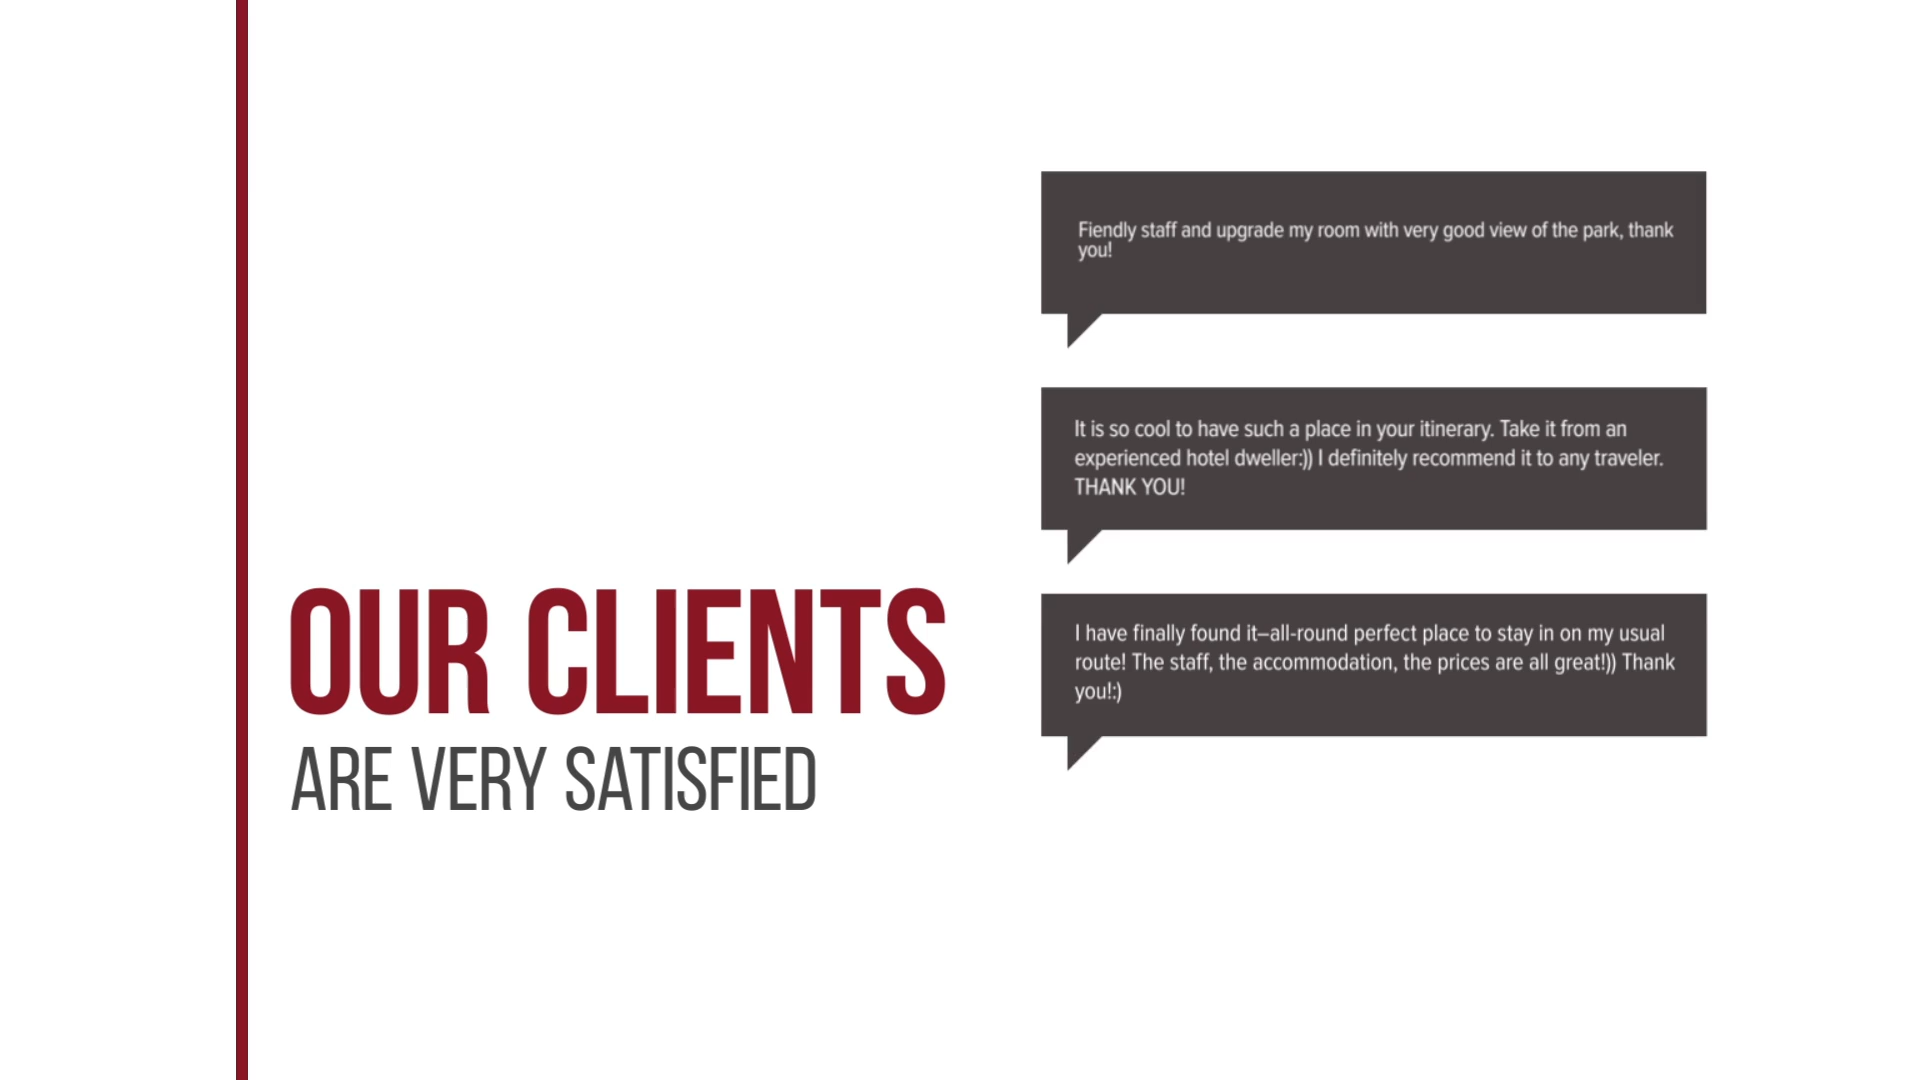 OUR CLIENTS
ARE VERY SATISFIED
Fiendly staff and upgrade my room with very good view of the park, thank
you!
It is so cool to have such a place in your itinerary. Take it from an
experienced hotel dweller:)) I definitely recommend it to any traveler.
THANK YOU!
I have finally found it–all-round perfect place to stay in on my usual
route! The staff, the accommodation, the prices are all great!)) Thank
you!:)